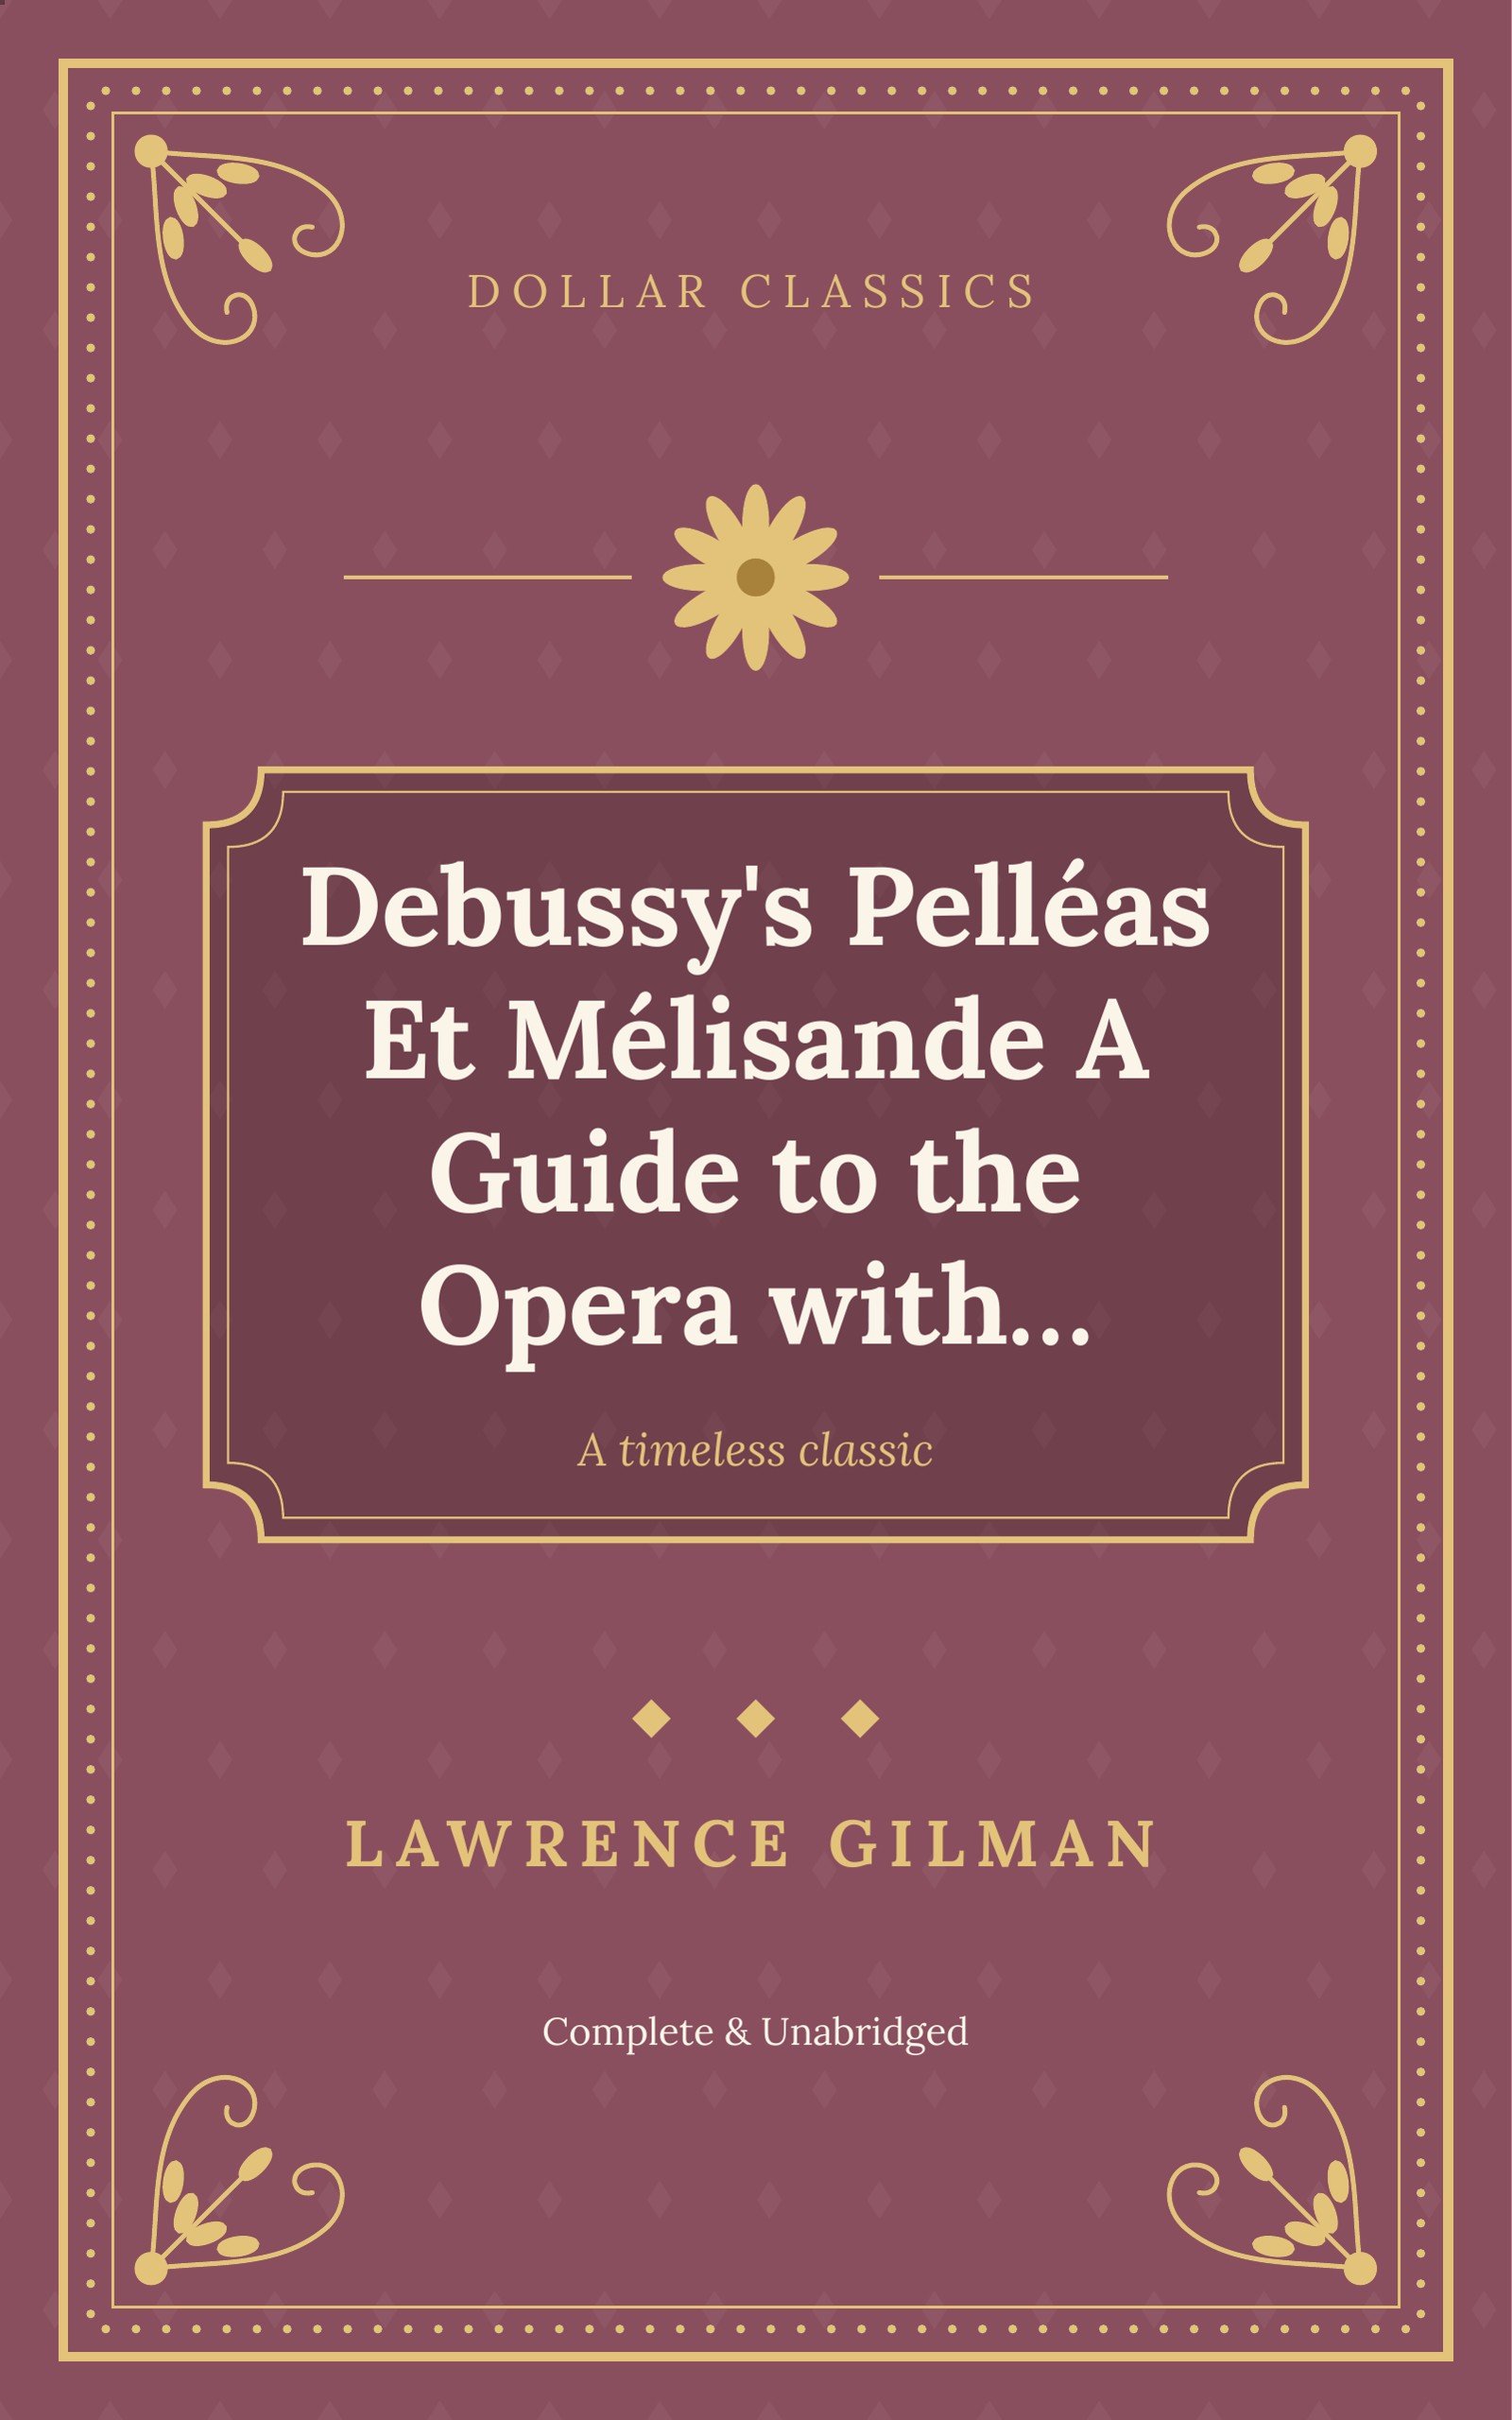 DOLLAR CLASSICS
Debussy's Pelléas
Et Mélisande A
Guide to the
Opera with...
A timeless classic
LAWRENCE GILMAN
Complete & Unabridged